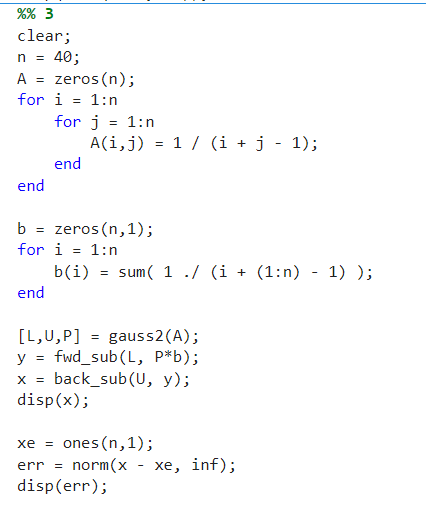 %% 3
clear;
n = 40;
A = zeros(n);
for i = 1:n
    for j = 1:n
        A(i,j) = 1 / (i + j - 1);
    end
end

b = zeros(n,1);
for i = 1:n
    b(i) = sum( 1 ./ (i + (1:n) - 1) );
end

[L,U,P] = gauss2(A);
y = fwd_sub(L, P*b);
x = back_sub(U, y);
disp(x);

xe = ones(n,1);
err = norm(x - xe, inf);
disp(err);